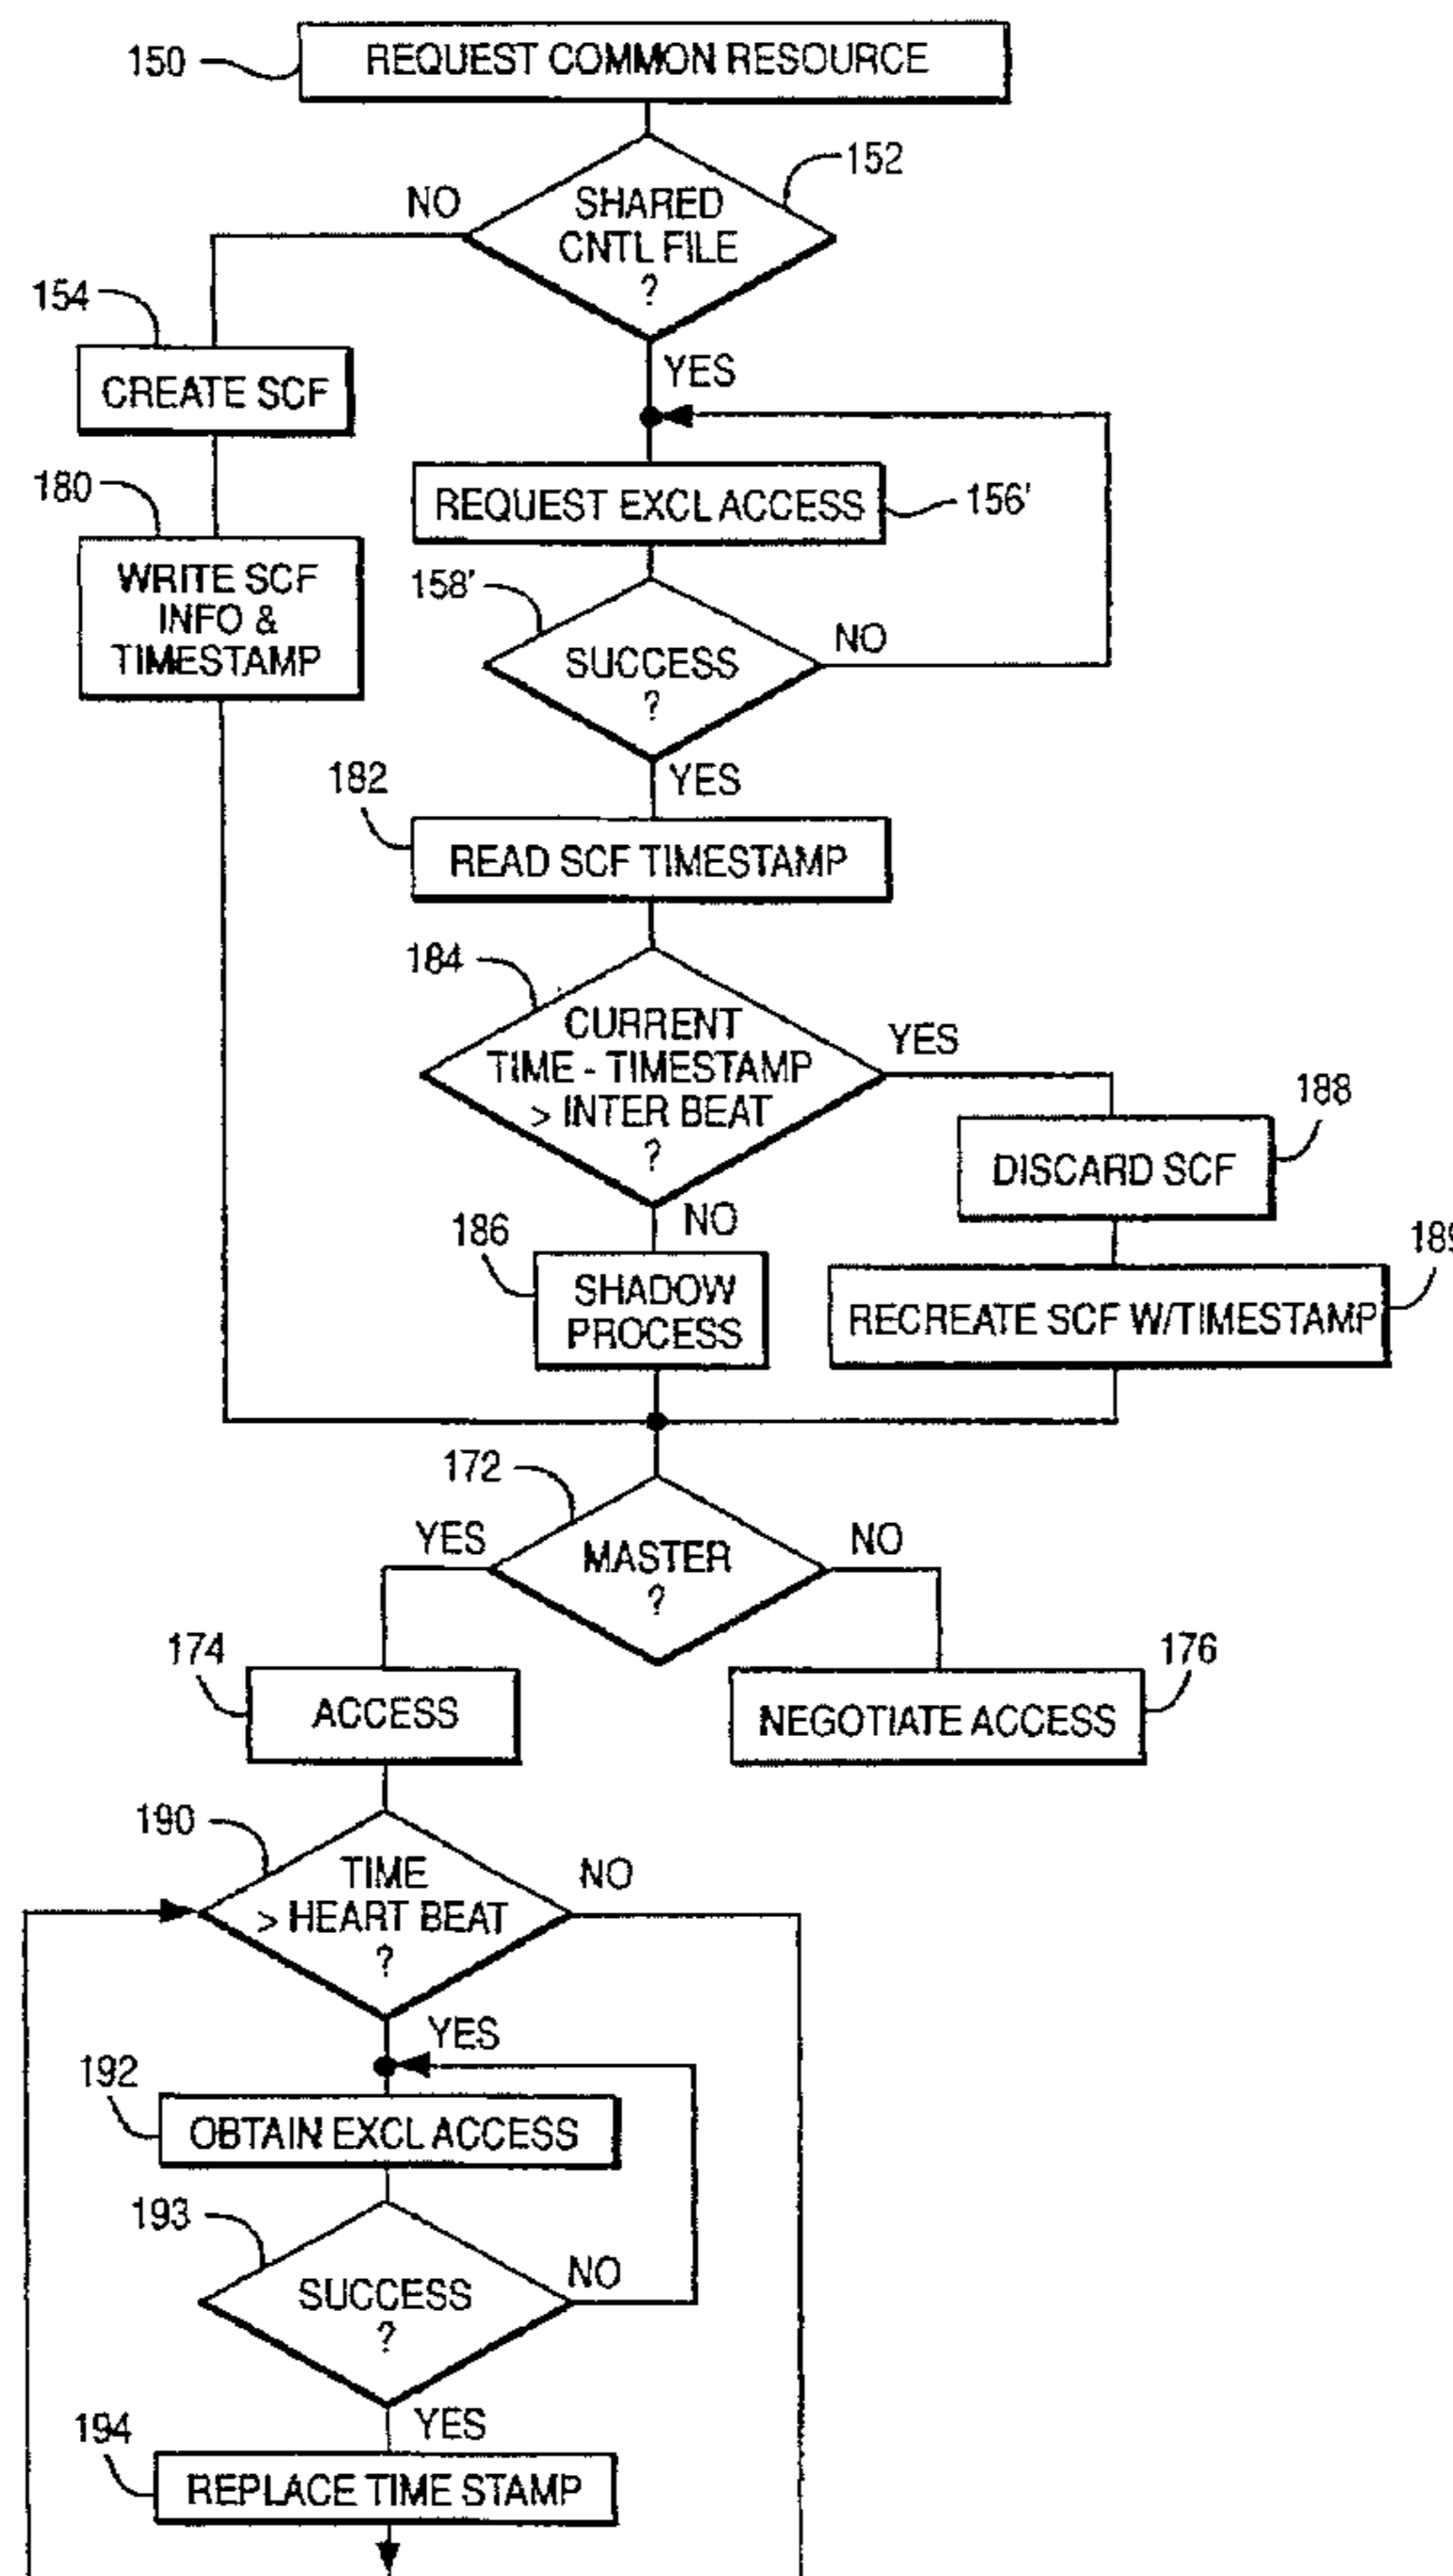 150
REQUEST COMMON RESOURCE
152
NO
SHARED
CNTL FILE
?
154
YES
CREATE SCF
180
REQUEST EXCL ACCESS
156'
WRITE SCF
INFO &
TIMESTAMP
158'
NO
SUCCESS
?
182
YES
READ SCF TIMESTAMP
184
CURRENT
TIME - TIMESTAMP
> INTER BEAT
?
YES
188
DISCARD SCF
186
NO
189
SHADOW
PROCESS
RECREATE SCF W/TIMESTAMP
172
YES
NO
MASTER
?
174
176
ACCESS
NEGOTIATE ACCESS
190
TIME
> HEART BEAT
?
NO
YES
192
OBTAIN EXCL ACCESS
193
NO
SUCCESS
?
194
YES
REPLACE TIME STAMP